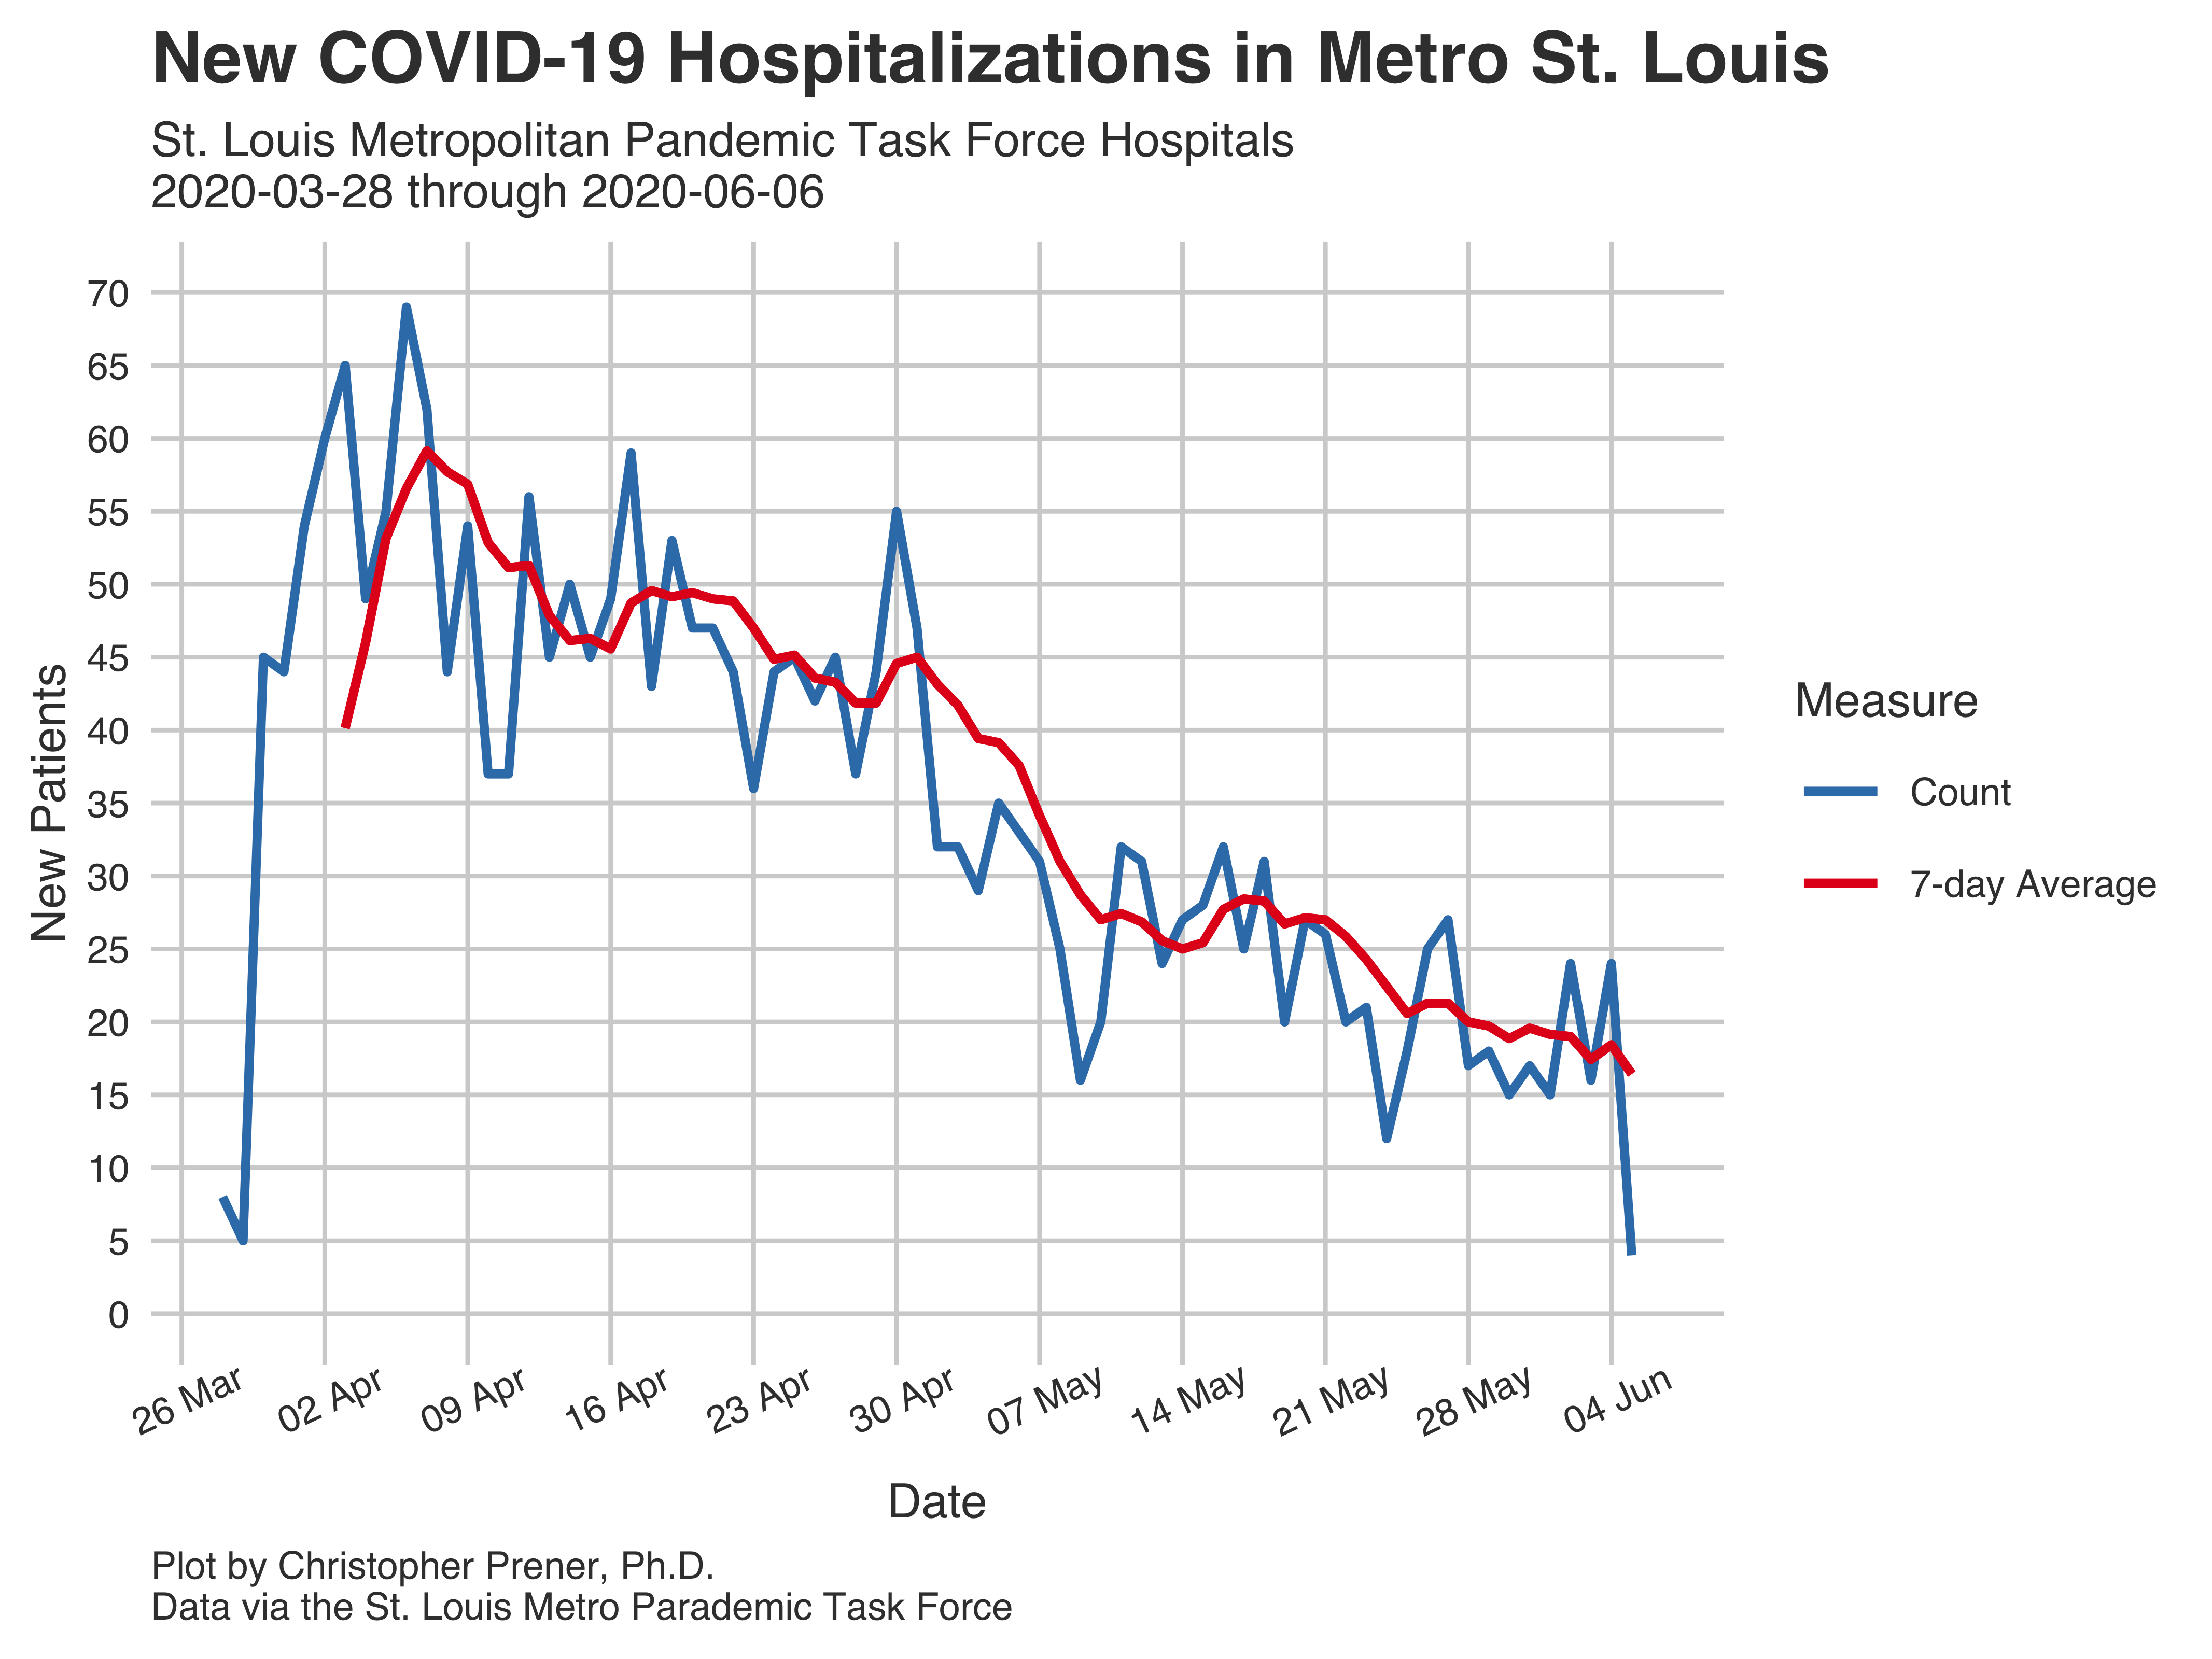 New COVID-19 Hospitalizations in Metro St. Louis
St. Louis Metropolitan Pandemic Task Force Hospitals
2020-03-28 through 2020-06-06
70
65
60
55
50
45
40
35
30
25
20
15
10
5
0
New Patients
26 Mar
02 Apr
09 Apr
16 Apr
23 Apr
30 Apr
07 May
14 May
21 May
28 May
04 Jun
Date
Measure
Count
7-day Average
Plot by Christopher Prener, Ph.D.
Data via the St. Louis Metro Parademic Task Force